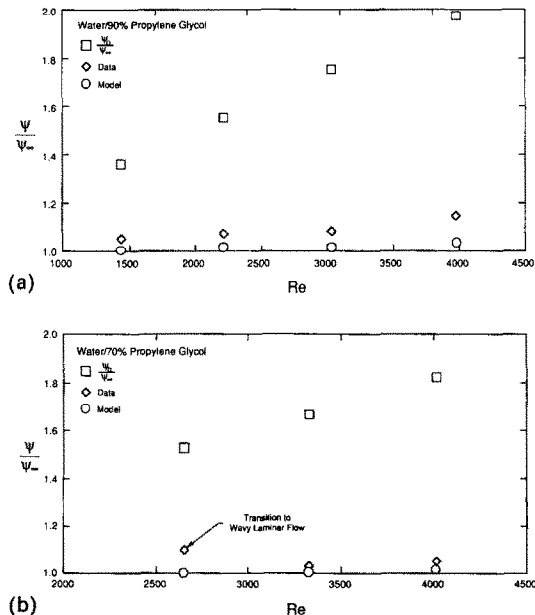 2.0
Water/90% Propylene Glycol
Ψ₀
Ψ∞
Data
Model
1.8
1.6
Ψ
Ψ∞
1.4
1.2
1.0
1000 1500 2000 2500 3000 3500 4000 4500
(a)
Re
2.0
Water/70% Propylene Glycol
Ψ₀
Ψ∞
Data
Model
1.8
Ψ
Ψ∞
1.6
1.4
1.2
Transition to
Wavy Laminar Flow
1.0
2000 2500 3000 3500 4000 4500
(b)
Re